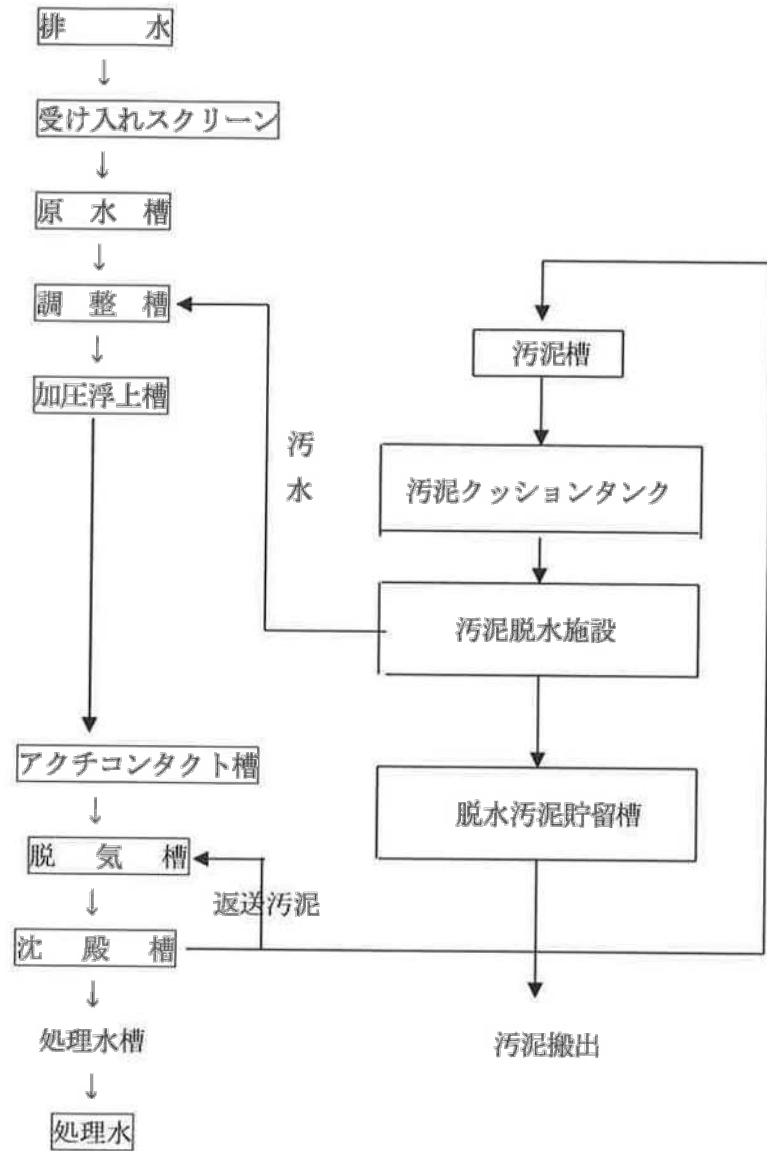 排水
↓
受け入れスクリーン
↓
原水槽
↓
調整槽
↓
加圧浮上槽
アクチコンタクト槽
↓
脱気槽
↓
沈殿槽
↓
処理水槽
↓
処理水
汚水
返送汚泥
汚泥槽
汚泥クッションタンク
汚泥脱水施設
脱水汚泥貯留槽
汚泥搬出